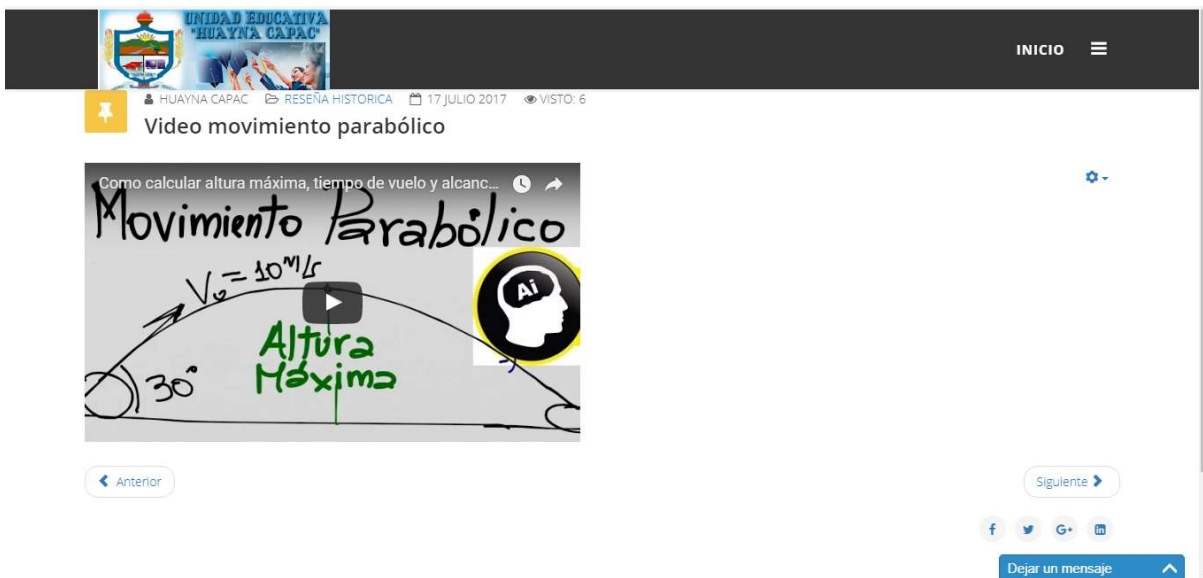 UNIDAD EDUCATIVA
"HUAYNA CAPAC"
INICIO
HUAYNA CAPAC RESEÑA HISTORICA 17 JULIO 2017 VISTO: 6
Video movimiento parabólico
Como calcular altura máxima, tiempo de vuelo y alcanc...
Movimiento Parabólico
V₀ = 10 m/s
Ai
Altura
Máxima
30°
Anterior
Siguiente
Dejar un mensaje